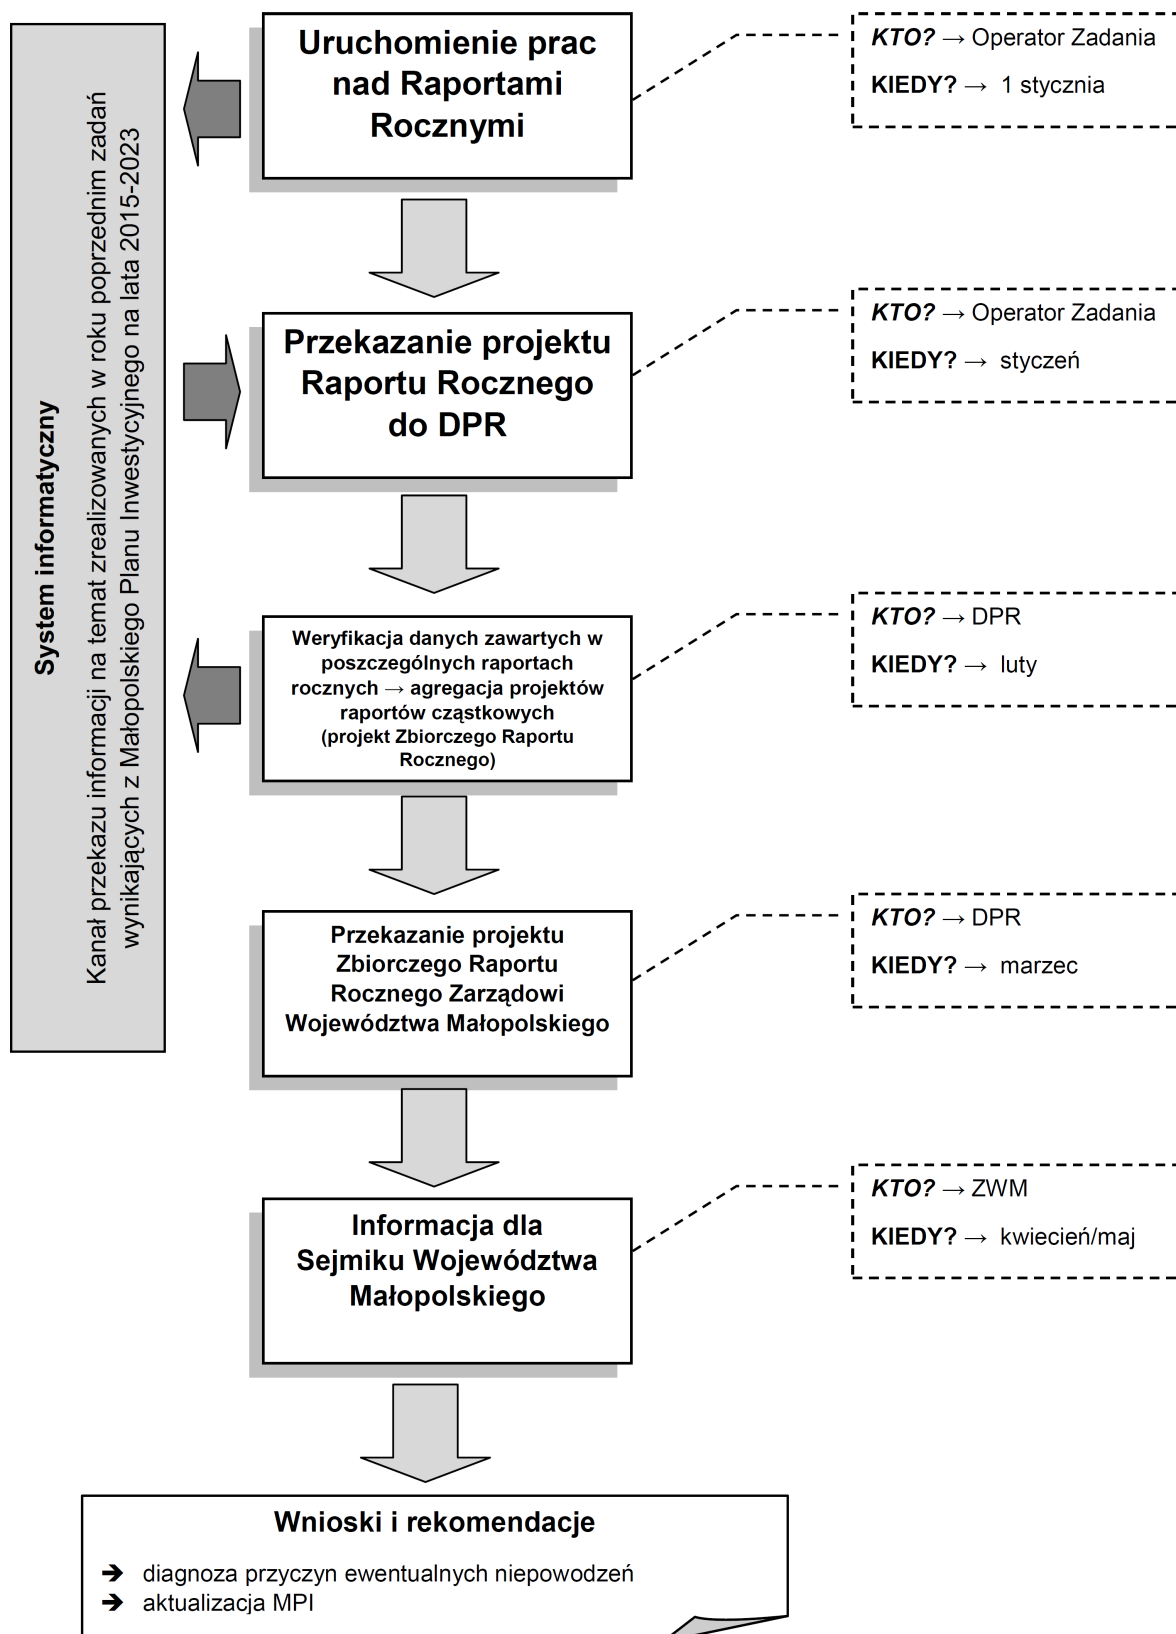 System informatyczny
Kanał przekazu informacji na temat zrealizowanych w roku poprzednim zadań
wynikających z Małopolskiego Planu Inwestycyjnego na lata 2015-2023
Uruchomienie prac
nad Raportami
Rocznymi
KTO? → Operator Zadania
KIEDY? → 1 stycznia
Przekazanie projektu
Raportu Rocznego
do DPR
KTO? → Operator Zadania
KIEDY? → styczeń
Weryfikacja danych zawartych w
poszczególnych raportach
rocznych → agregacja projektów
raportów cząstkowych
(projekt Zbiorczego Raportu
Rocznego)
KTO? → DPR
KIEDY? → luty
Przekazanie projektu
Zbiorczego Raportu
Rocznego Zarządowi
Województwa Małopolskiego
KTO? → DPR
KIEDY? → marzec
Informacja dla
Sejmiku Województwa
Małopolskiego
KTO? → ZWM
KIEDY? → kwiecień/maj
Wnioski i rekomendacje
➔ diagnoza przyczyn ewentualnych niepowodzeń
➔ aktualizacja MPI